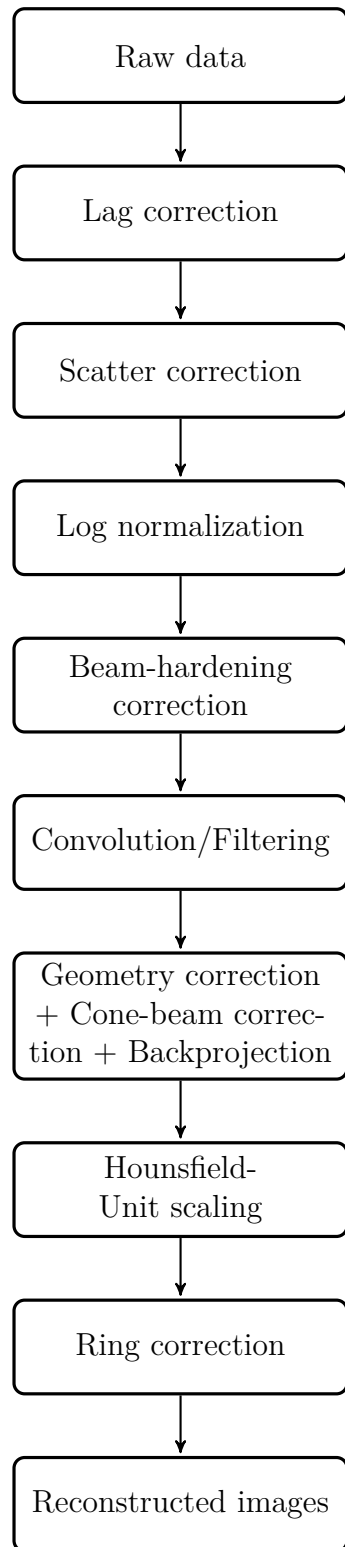 Raw data
Lag correction
Scatter correction
Log normalization
Beam-hardening
correction
Convolution/Filtering
Geometry correction
+ Cone-beam correc-
tion + Backprojection
Hounsfield-
Unit scaling
Ring correction
Reconstructed images